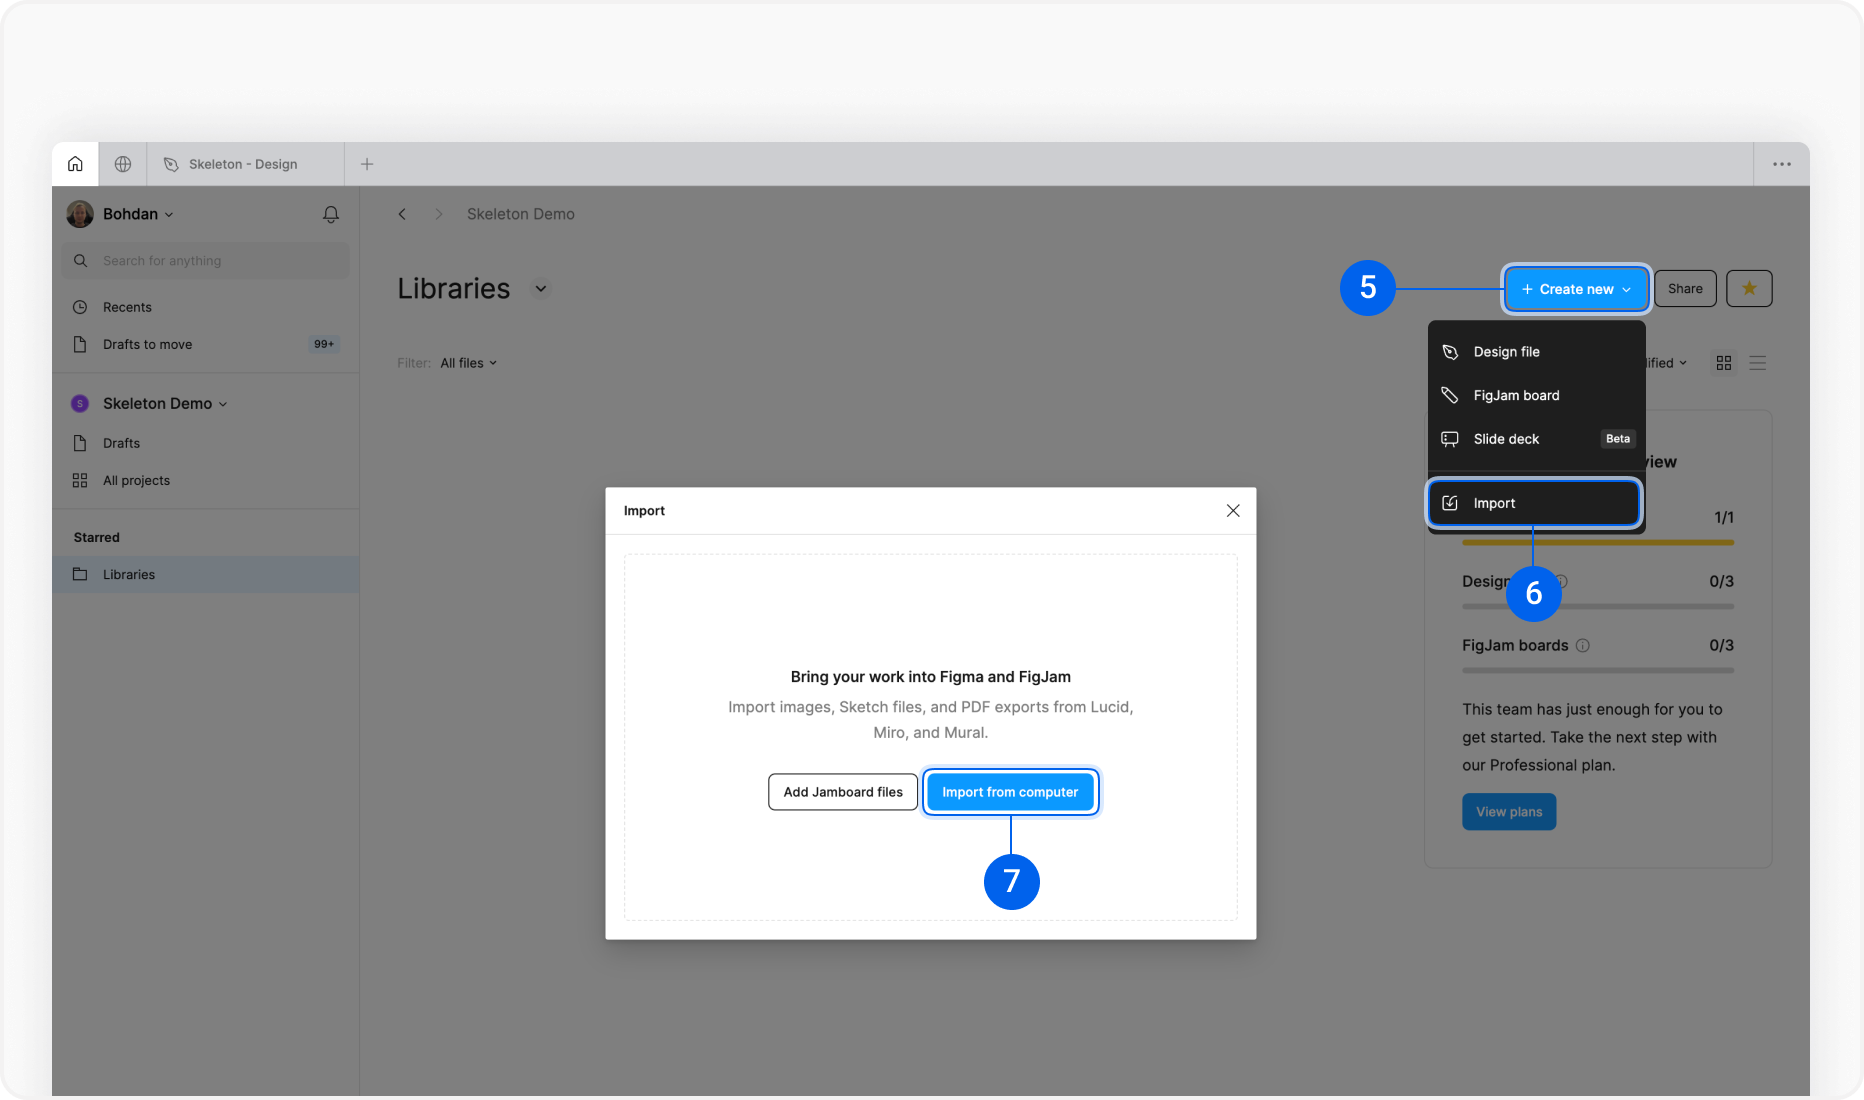 Skeleton - Design
Bohdan
Search for anything
Recents
Drafts to move 99+
S Skeleton Demo
Drafts
All projects
Starred
Libraries
Skeleton Demo
Libraries
5
+ Create new
Share
Filter: All files
Design file
FigJam board
Slide deck Beta
Import
1/1
6
0/3
FigJam boards 0/3
This team has just enough for you to
get started. Take the next step with
our Professional plan.
View plans
Import
Bring your work into Figma and FigJam
Import images, Sketch files, and PDF exports from Lucid,
Miro, and Mural.
Add Jamboard files
Import from computer
7